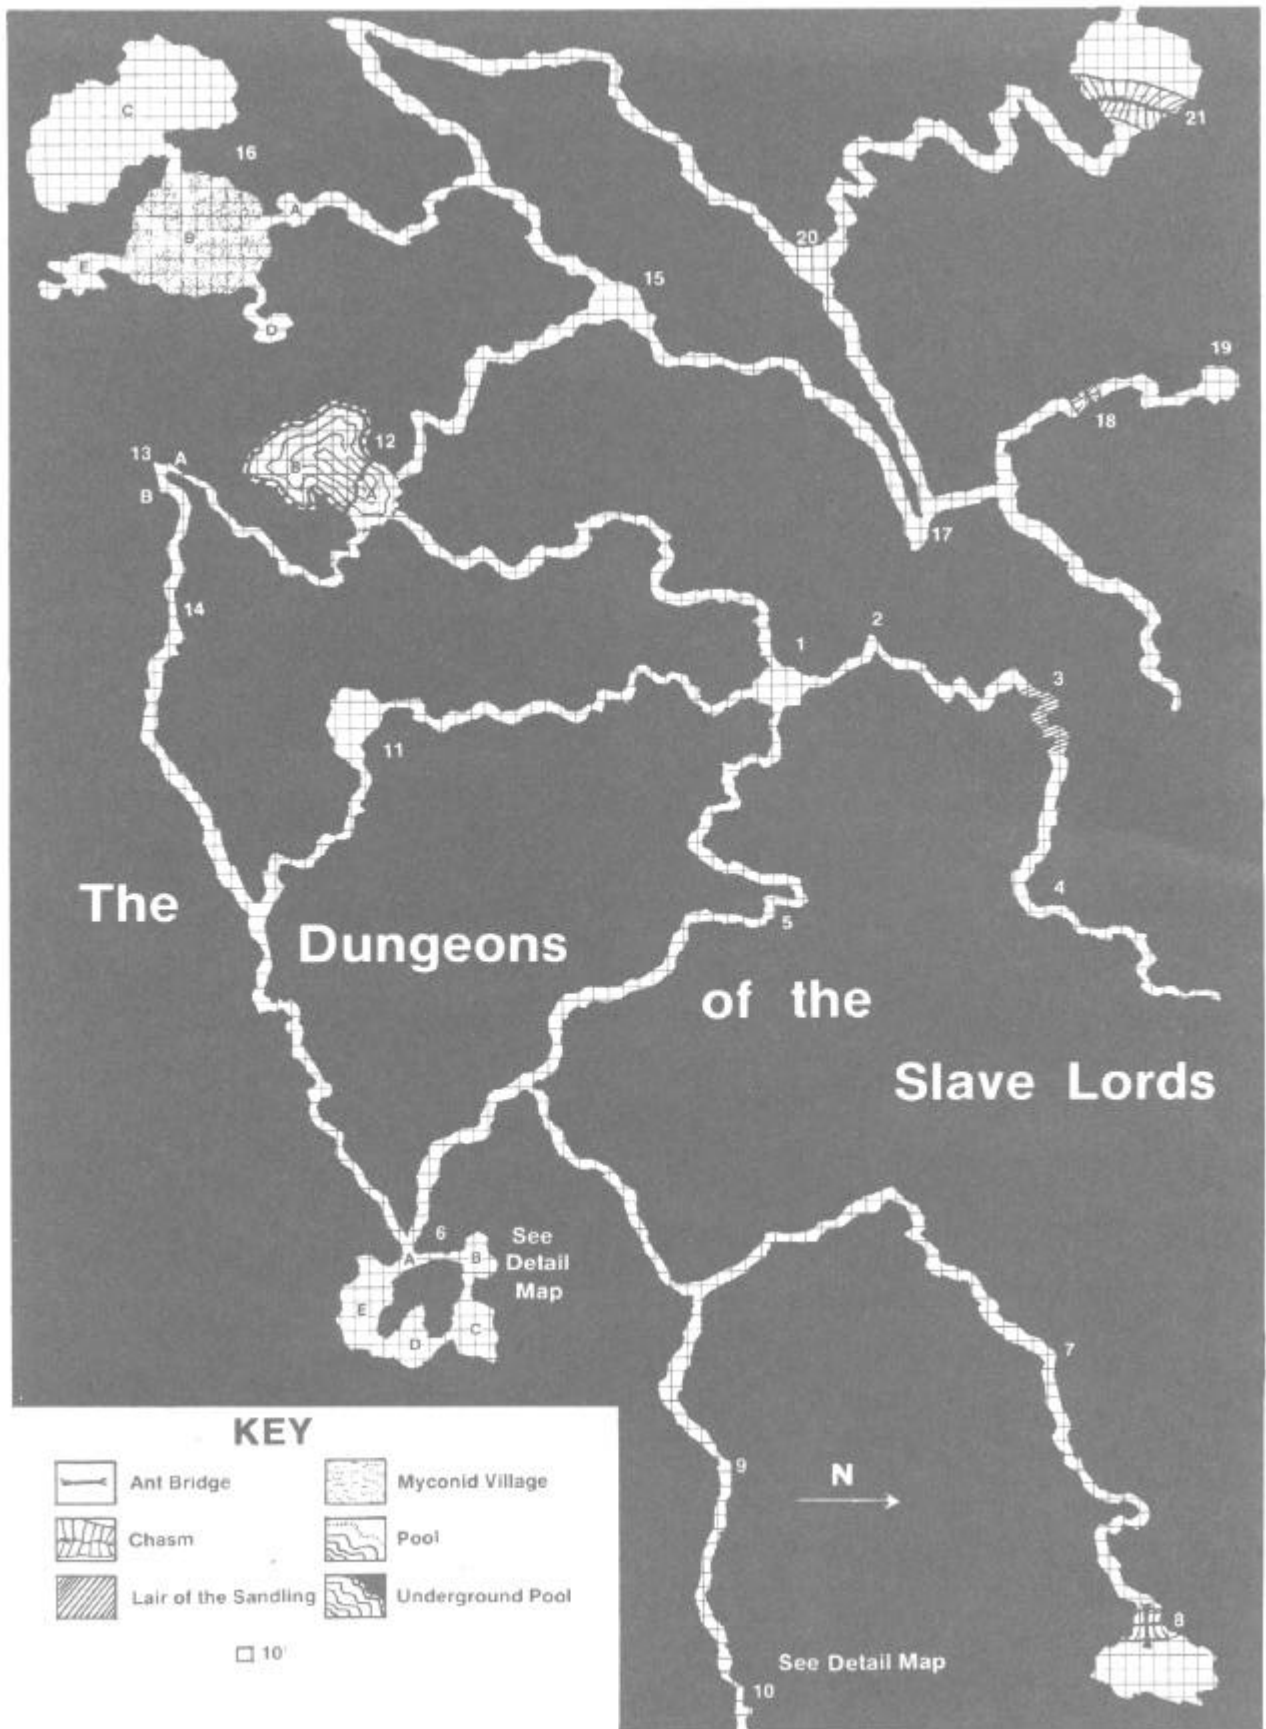 C
21
16
A
B
20
E
15
D
19
18
12
13
A
B
B
A
17
14
2
1
3
11
The
4
Dungeons
5
of the
Slave Lords
6
See
A
B
Detail
Map
E
C
D
7
KEY
Ant Bridge
Myconid Village
9
N
Chasm
Pool
Lair of the Sandling
Underground Pool
8
10'
See Detail Map
10